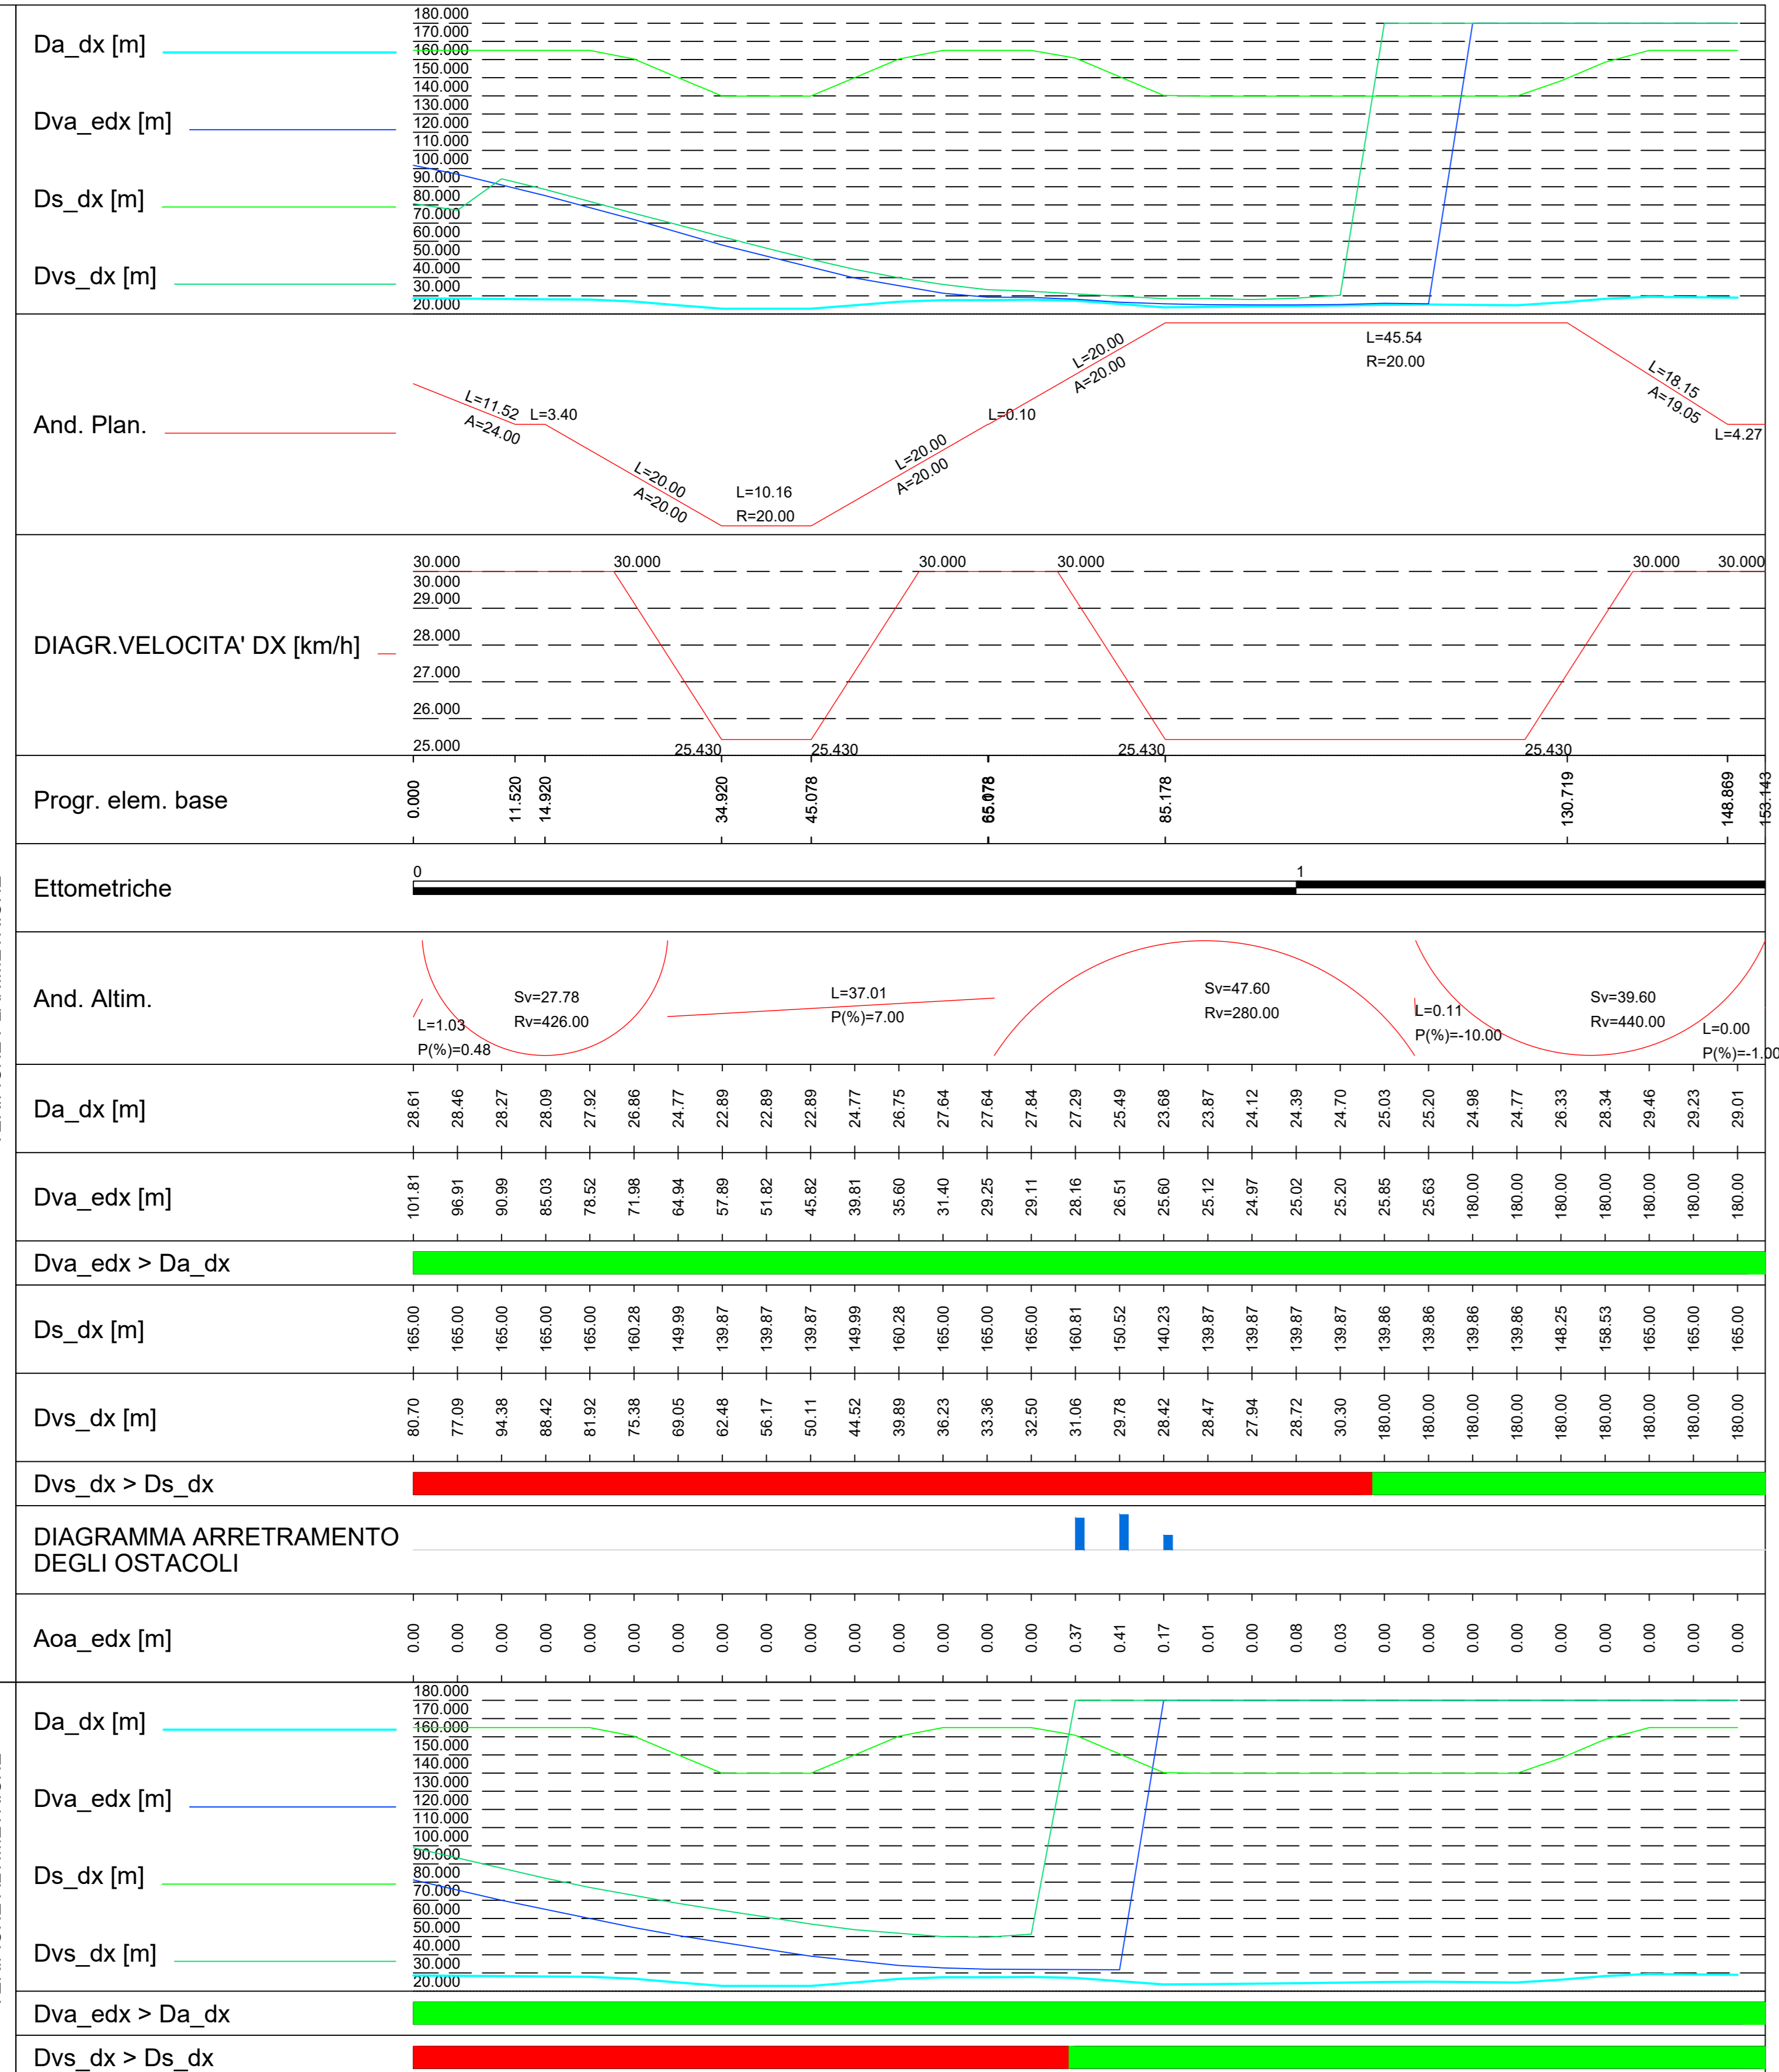 Da_dx [m]
Dva_edx [m]
Ds_dx [m]
Dvs_dx [m]
180.000
170.000
160.000
150.000
140.000
130.000
120.000
110.000
100.000
90.000
80.000
70.000
60.000
50.000
40.000
30.000
20.000
And. Plan.
L=11.52
A=24.00
L=3.40
L=20.00
A=20.00
L=10.16
R=20.00
L=20.00
A=20.00
L=0.10
L=20.00
A=20.00
L=45.54
R=20.00
L=18.15
A=19.05
L=4.27
DIAGR.VELOCITA' DX [km/h]
30.000 30.000 30.000 30.000 30.000 30.000
30.000
29.000
28.000
27.000
26.000
25.000
25.430 25.430 25.430 25.430
Progr. elem. base
0.000 11.520 14.920 34.920 45.078 65.178 85.178 130.719 148.869 153.143
Ettometriche
0 1
And. Altim.
L=1.03
P(%)=0.48
Sv=27.78
Rv=426.00
L=37.01
P(%)=7.00
Sv=47.60
Rv=280.00
L=0.11
P(%)=-10.00
Sv=39.60
Rv=440.00
L=0.00
P(%)=-1.00
Da_dx [m]
28.61 28.46 28.27 28.09 27.92 26.86 24.77 22.89 22.89 22.89 24.77 26.75 27.64 27.64 27.84 27.29 25.49 23.68 23.87 24.12 24.39 24.70 25.03 25.20 24.98 24.77 26.33 28.34 29.46 29.23 29.01
Dva_edx [m]
101.81 96.91 90.99 85.03 78.52 71.98 64.94 57.89 51.82 45.82 39.81 35.60 31.40 29.25 29.11 28.16 26.51 25.60 25.12 24.97 25.02 25.20 25.85 25.63 180.00 180.00 180.00 180.00 180.00 180.00 180.00
Dva_edx > Da_dx
Ds_dx [m]
165.00 165.00 165.00 165.00 165.00 160.28 149.99 139.87 139.87 139.87 149.99 160.28 165.00 165.00 165.00 160.81 150.52 140.23 139.87 139.87 139.87 139.87 139.86 139.86 139.86 139.86 148.25 158.53 165.00 165.00 165.00
Dvs_dx [m]
80.70 77.09 94.38 88.42 81.92 75.38 69.05 62.48 56.17 50.11 44.52 39.89 36.23 33.36 32.50 31.06 29.78 28.42 28.47 27.94 28.72 30.30 180.00 180.00 180.00 180.00 180.00 180.00 180.00 180.00 180.00
Dvs_dx > Ds_dx
DIAGRAMMA ARRETRAMENTO
DEGLI OSTACOLI
Aoa_edx [m]
0.00 0.00 0.00 0.00 0.00 0.00 0.00 0.00 0.00 0.00 0.00 0.00 0.00 0.00 0.00 0.37 0.41 0.17 0.01 0.00 0.08 0.03 0.00 0.00 0.00 0.00 0.00 0.00 0.00 0.00 0.00
Da_dx [m]
Dva_edx [m]
Ds_dx [m]
Dvs_dx [m]
180.000
170.000
160.000
150.000
140.000
130.000
120.000
110.000
100.000
90.000
80.000
70.000
60.000
50.000
40.000
30.000
20.000
Dva_edx > Da_dx
Dvs_dx > Ds_dx